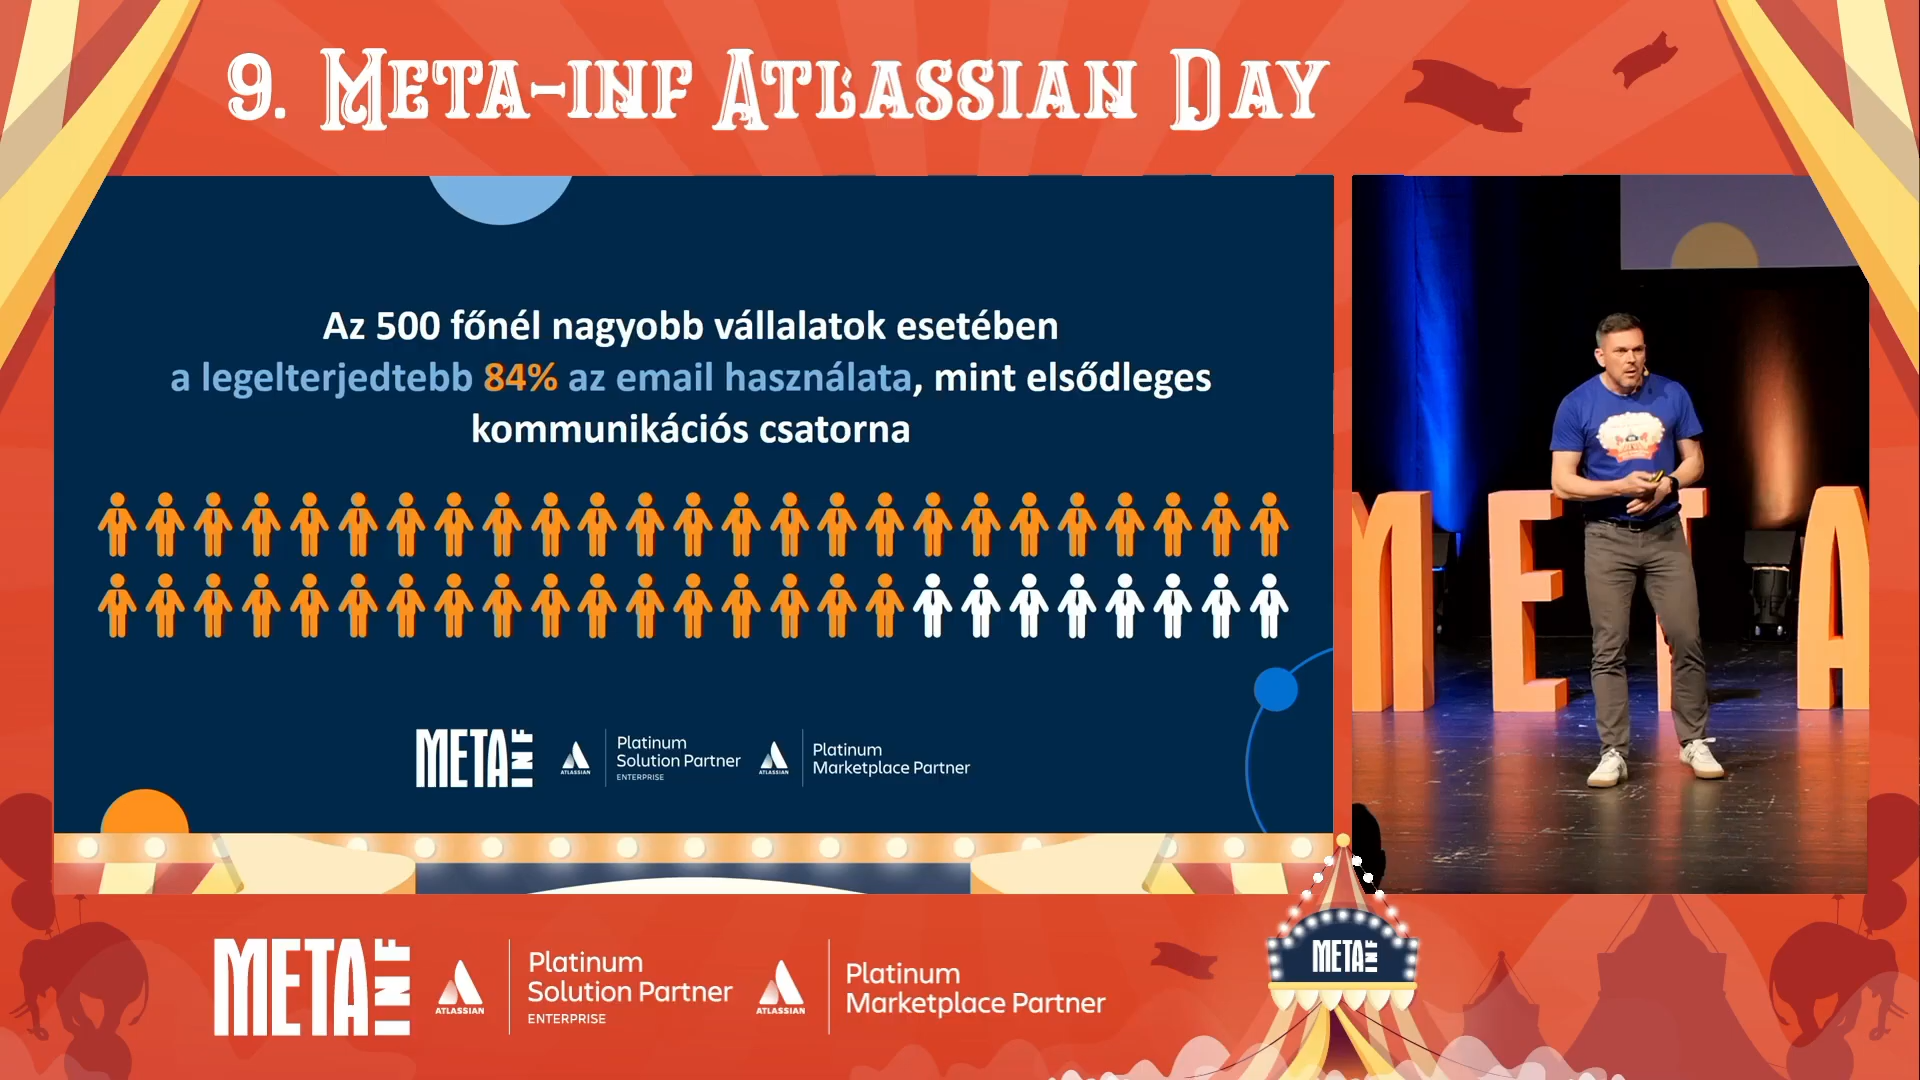 9. META-INF ATLASSIAN DAY
Az 500 főnél nagyobb vállalatok esetében
a legelterjedtebb 84% az email használata, mint elsődleges
kommunikációs csatorna
META INF
ATLASSIAN
Platinum
Solution Partner
ENTERPRISE
ATLASSIAN
Platinum
Marketplace Partner
META
META INF
ATLASSIAN
Platinum
Solution Partner
ENTERPRISE
ATLASSIAN
Platinum
Marketplace Partner
META INF